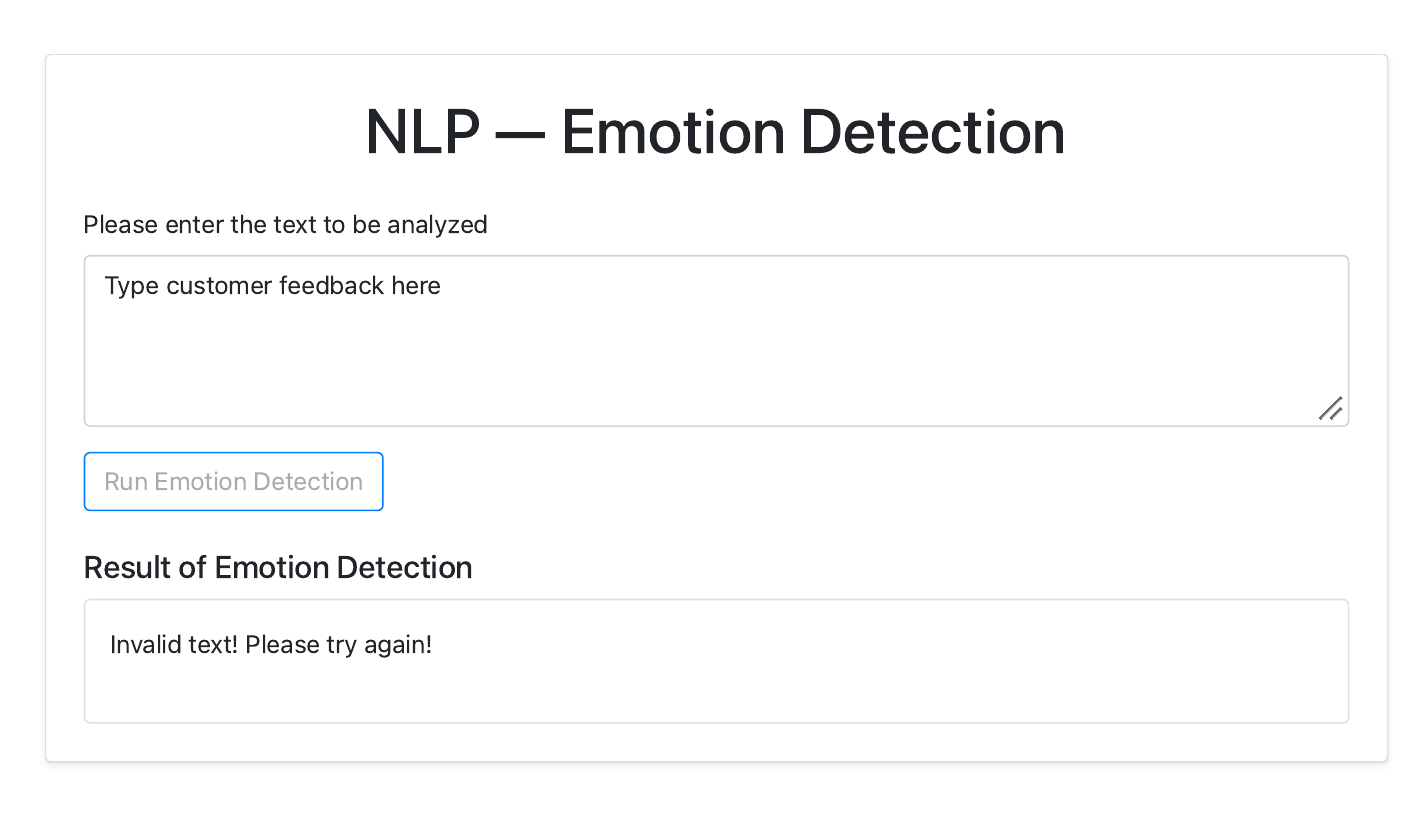 NLP — Emotion Detection
Please enter the text to be analyzed
Type customer feedback here
Run Emotion Detection
Result of Emotion Detection
Invalid text! Please try again!